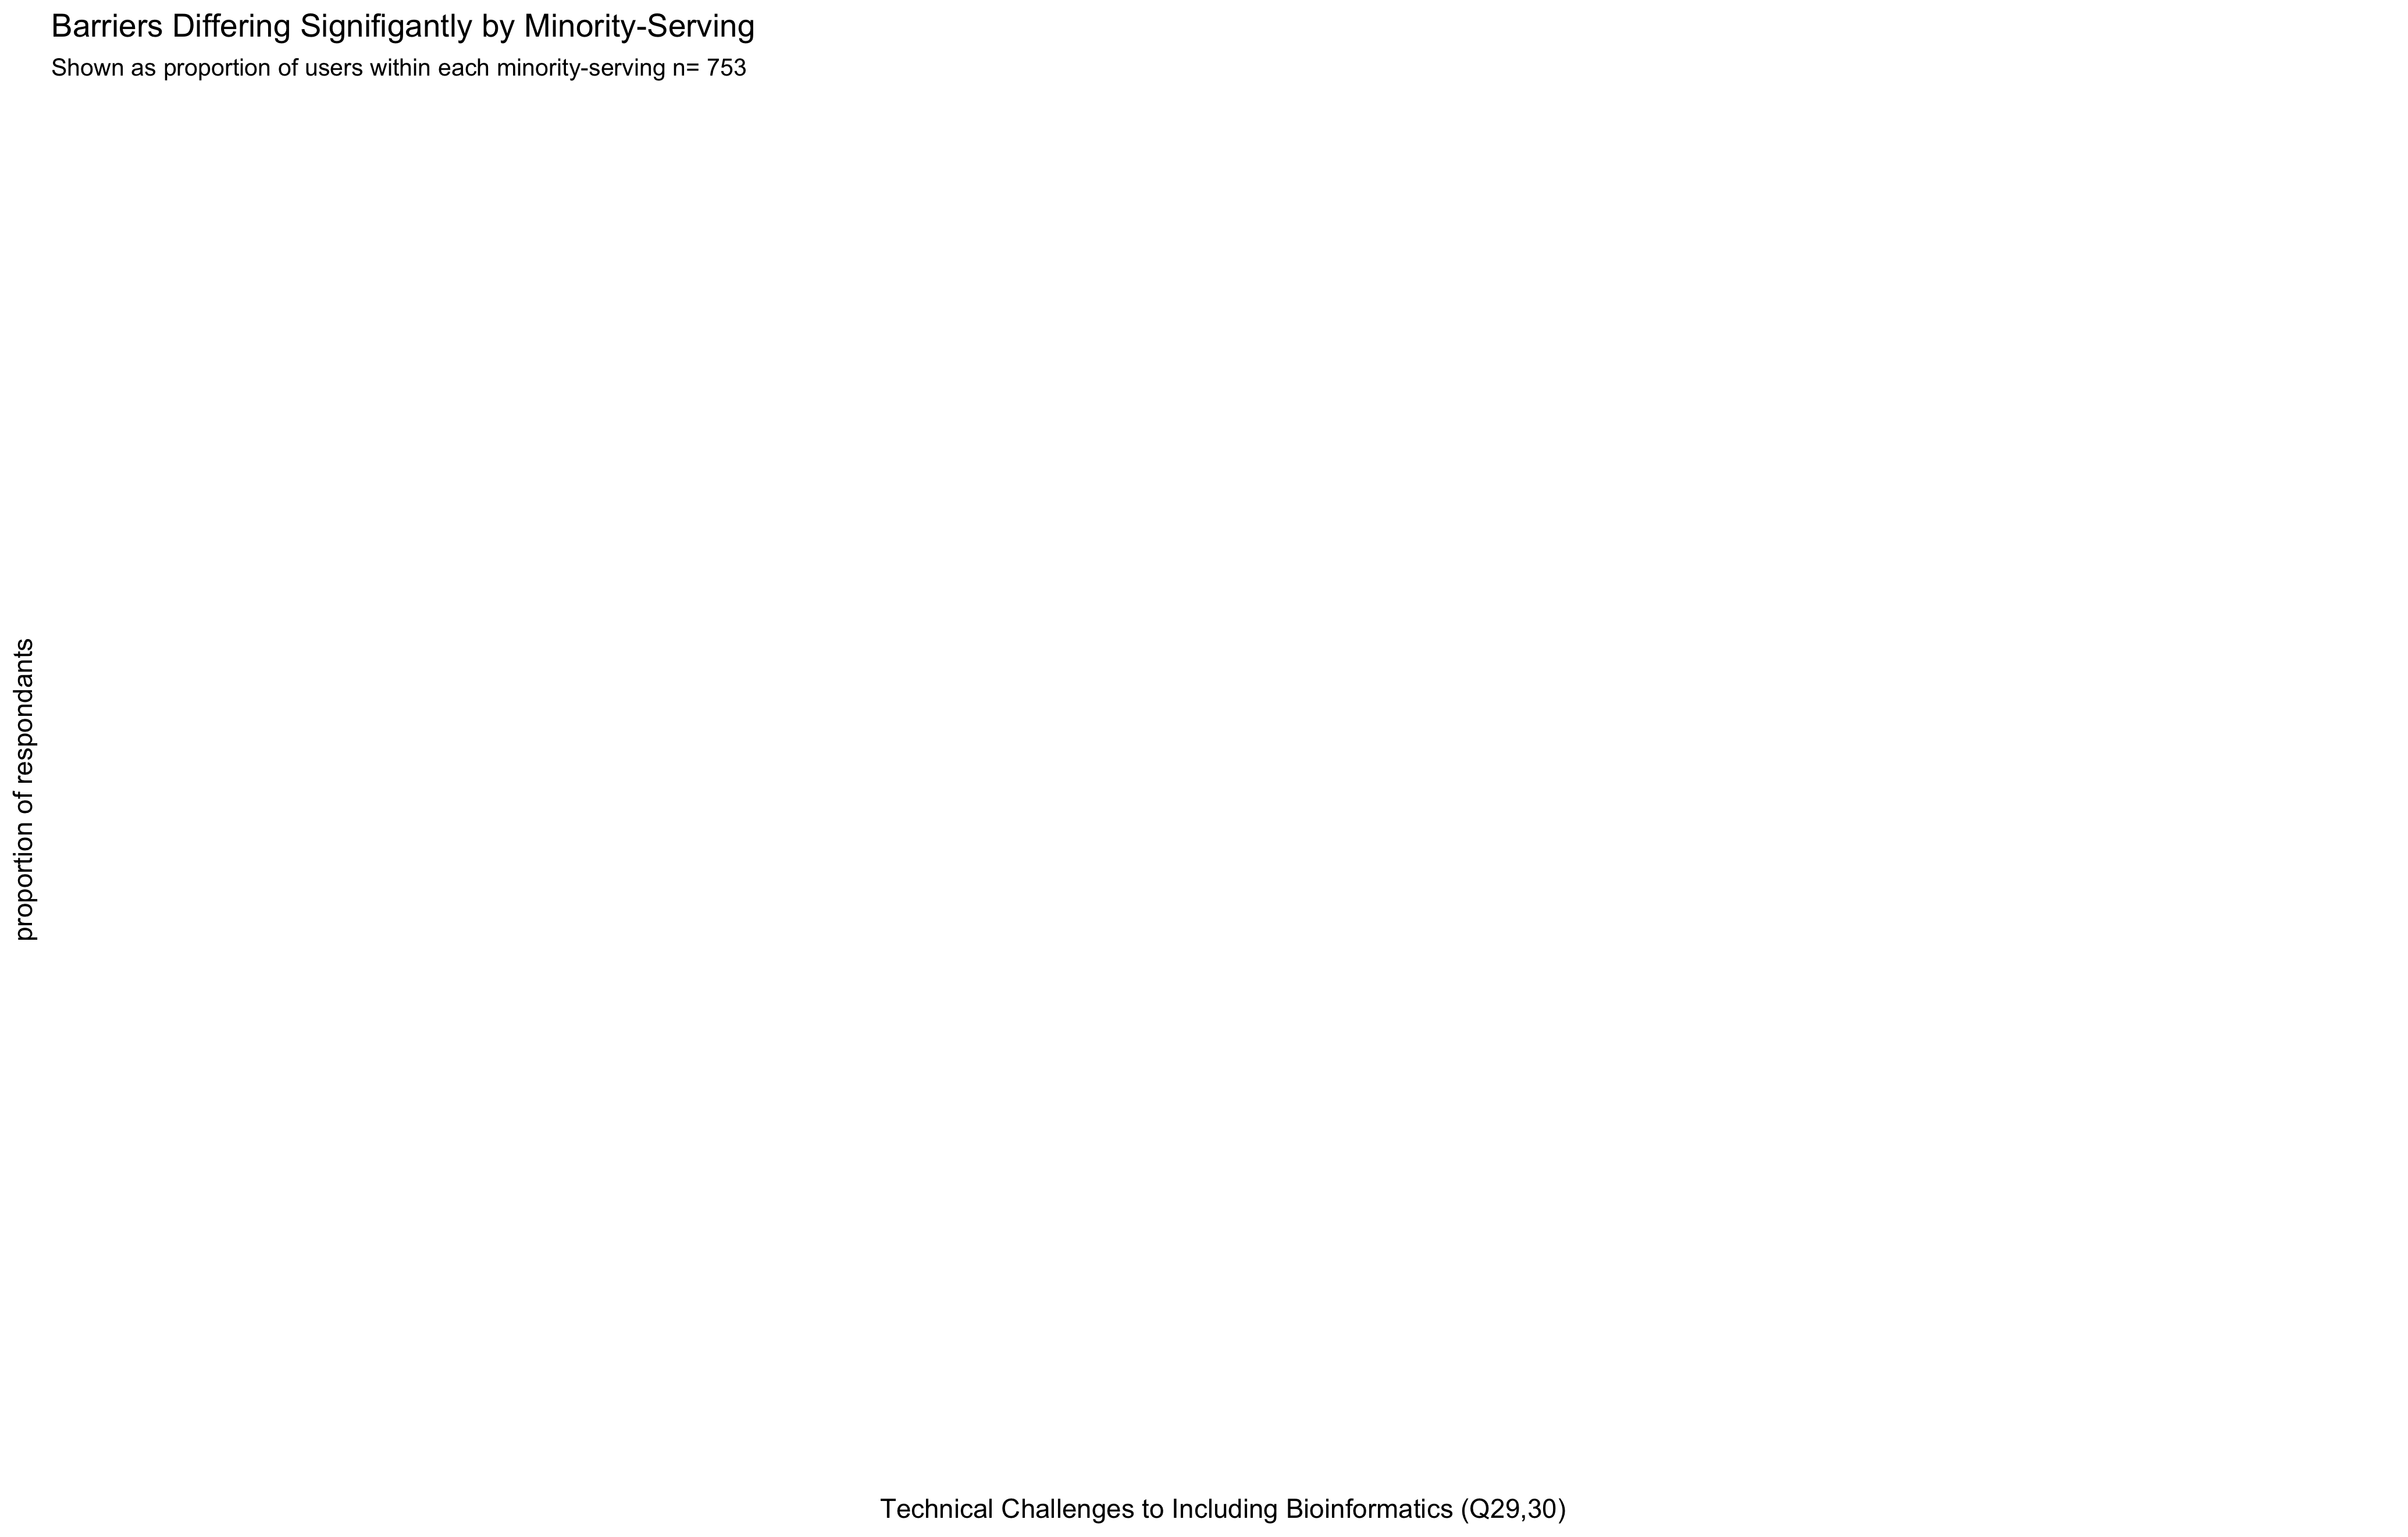 Barriers Differing Signifigantly by Minority-Serving
Shown as proportion of users within each minority-serving n= 753
proportion of respondants
Technical Challenges to Including Bioinformatics (Q29,30)